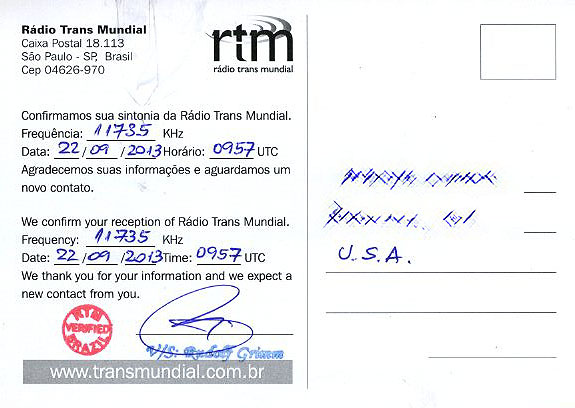 Rádio Trans Mundial
Caixa Postal 18.113
São Paulo - SP, Brasil
Cep 04626-970
rtm
rádio trans mundial
Confirmamos sua sintonia da Rádio Trans Mundial.
Frequência: 11735 KHz
Data: 22/09/2013 Horário: 0957 UTC
Agradecemos suas informações e aguardamos um
novo contato.
We confirm your reception of Rádio Trans Mundial.
Frequency: 11735 KHz
Date: 22/09/2013 Time: 0957 UTC
We thank you for your information and we expect a
new contact from you.
RTM
VERIFIED
BRAZIL
V/S: Rudolf Grimm
www.transmundial.com.br
U.S.A.